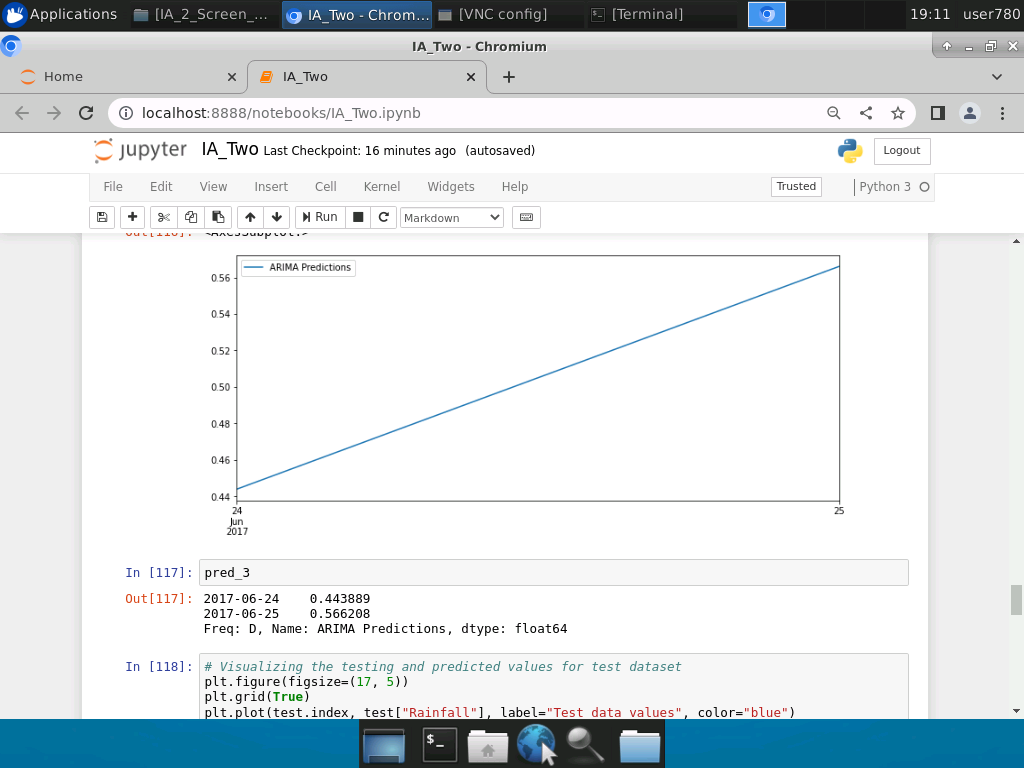 Applications [IA_2_Screen_... IA_Two - Chrom... [VNC config] [Terminal] 19:11 user780
IA_Two - Chromium
Home IA_Two
localhost:8888/notebooks/IA_Two.ipynb
jupyter IA_Two Last Checkpoint: 16 minutes ago (autosaved) Logout
File Edit View Insert Cell Kernel Widgets Help Trusted Python 3
Run Markdown
Out[116]: <AxesSubplot:>
ARIMA Predictions
0.56
0.54
0.52
0.50
0.48
0.46
0.44
24 25
Jun
2017
In [117]: pred_3
Out[117]: 2017-06-24 0.443889
2017-06-25 0.566208
Freq: D, Name: ARIMA Predictions, dtype: float64
In [118]: # Visualizing the testing and predicted values for test dataset
plt.figure(figsize=(17, 5))
plt.grid(True)
plt.plot(test.index, test["Rainfall"], label="Test data values", color="blue")
$_